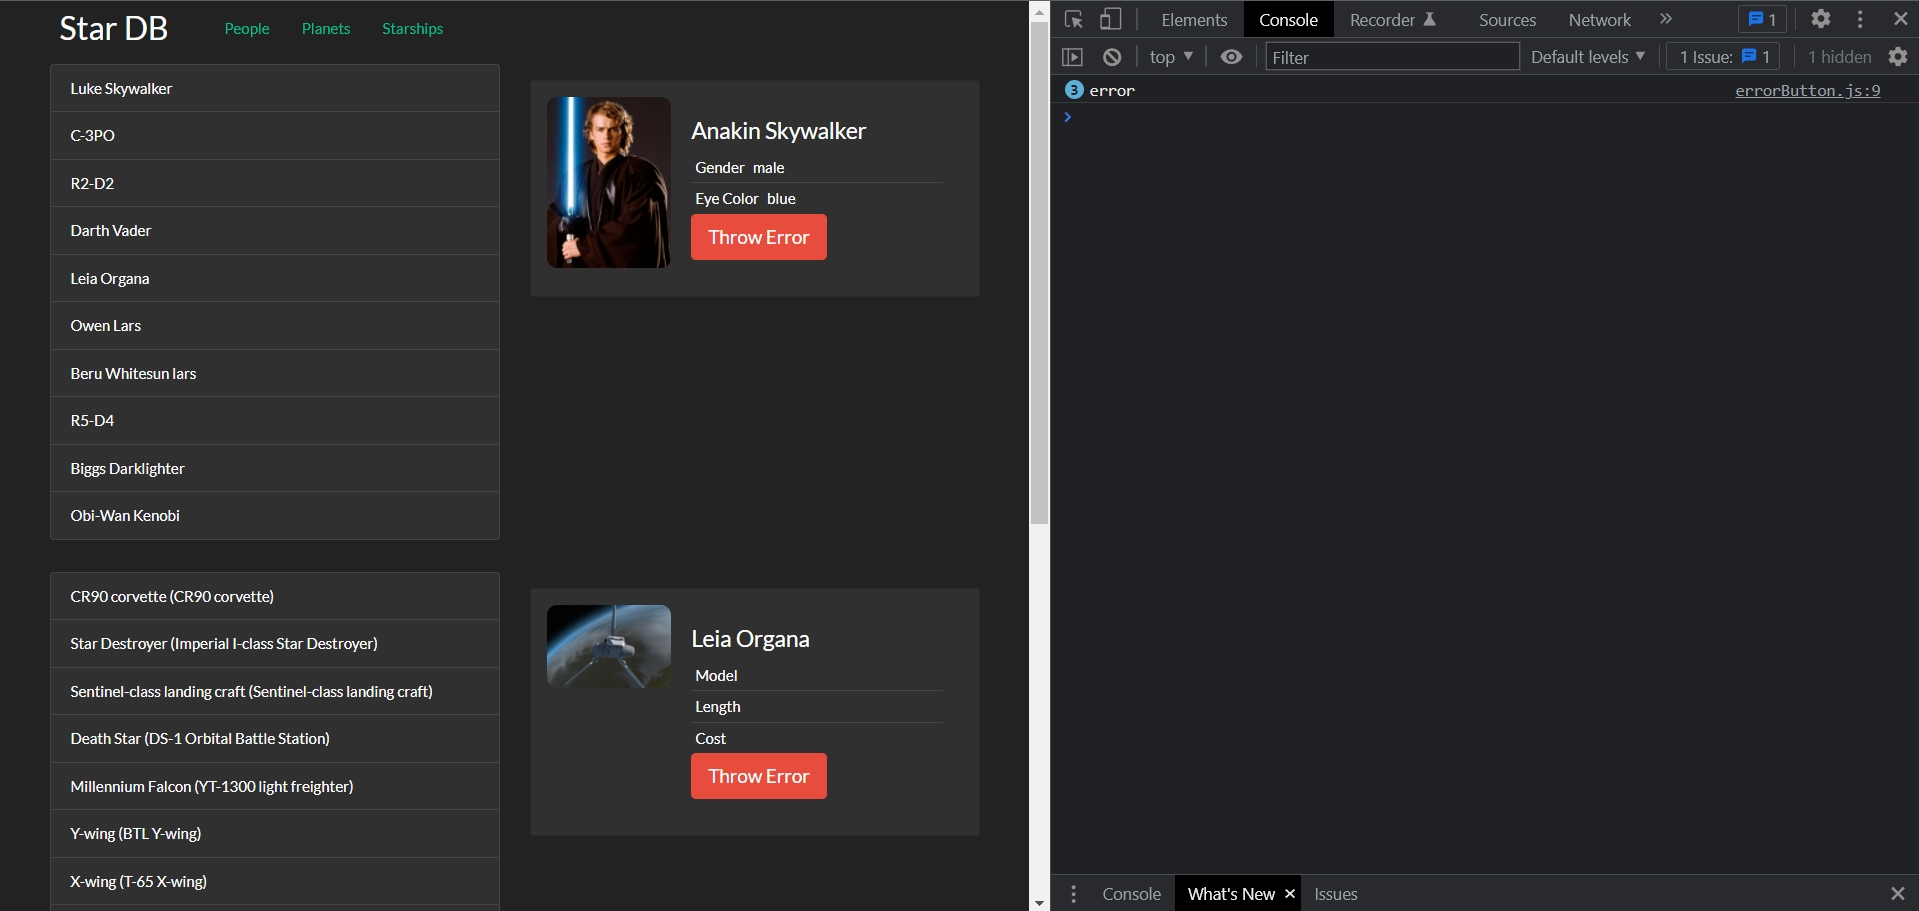 Star DB People Planets Starships
Luke Skywalker
C-3PO
R2-D2
Darth Vader
Leia Organa
Owen Lars
Beru Whitesun lars
R5-D4
Biggs Darklighter
Obi-Wan Kenobi
Anakin Skywalker
Gender male
Eye Color blue
Throw Error
CR90 corvette (CR90 corvette)
Star Destroyer (Imperial I-class Star Destroyer)
Sentinel-class landing craft (Sentinel-class landing craft)
Death Star (DS-1 Orbital Battle Station)
Millennium Falcon (YT-1300 light freighter)
Y-wing (BTL Y-wing)
X-wing (T-65 X-wing)
Leia Organa
Model
Length
Cost
Throw Error
Elements Console Recorder Sources Network 1
top Filter Default levels 1 Issue: 1 1 hidden
3 error errorButton.js:9
Console What's New Issues